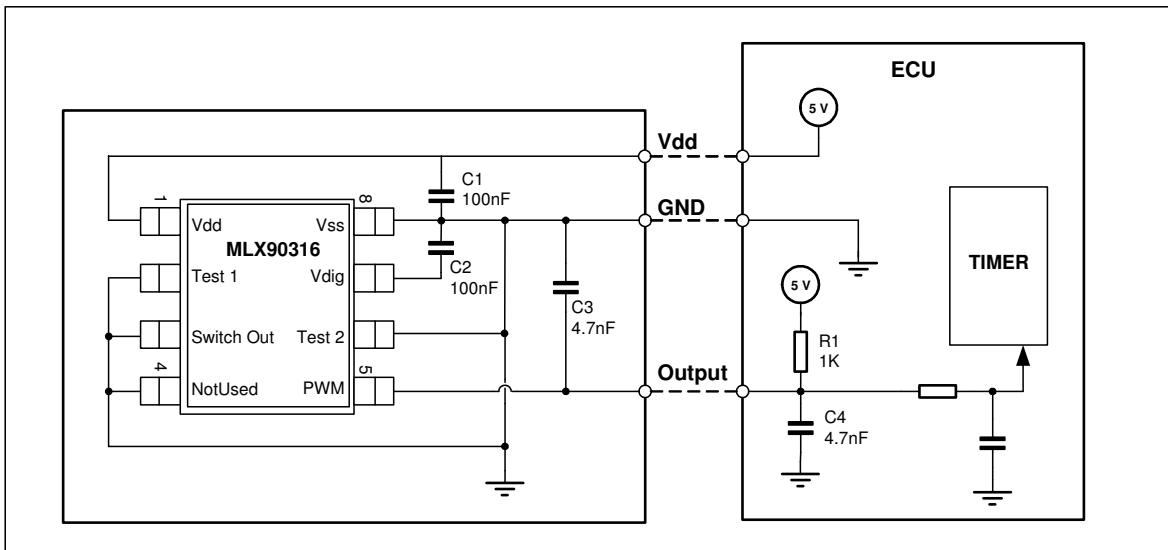 ECU
5 V
Vdd
C1
100nF
GND
1
8
Vdd
Vss
MLX90316
C2
100nF
Test 1
Vdig
TIMER
5 V
C3
4.7nF
Switch Out
Test 2
R1
1K
4
5
NotUsed
PWM
Output
C4
4.7nF